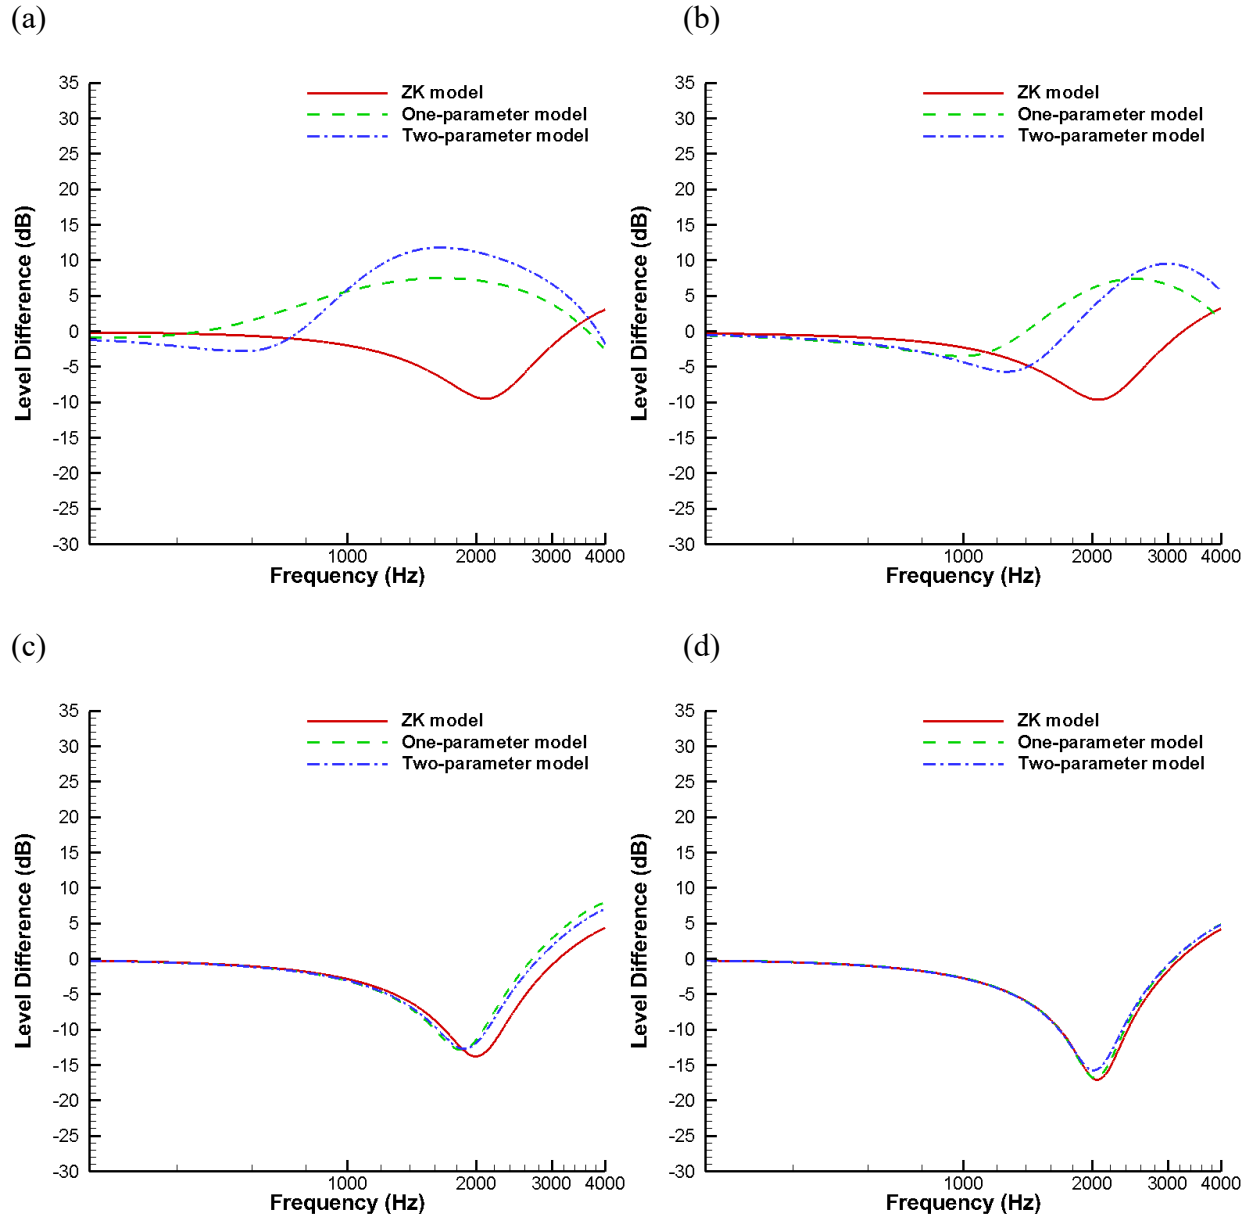 (a)
35
30
25
20
15
10
5
0
-5
-10
-15
-20
-25
-30
Level Difference (dB)
ZK model
One-parameter model
Two-parameter model
1000 2000 3000 4000
Frequency (Hz)
(b)
35
30
25
20
15
10
5
0
-5
-10
-15
-20
-25
-30
Level Difference (dB)
ZK model
One-parameter model
Two-parameter model
1000 2000 3000 4000
Frequency (Hz)
(c)
35
30
25
20
15
10
5
0
-5
-10
-15
-20
-25
-30
Level Difference (dB)
ZK model
One-parameter model
Two-parameter model
1000 2000 3000 4000
Frequency (Hz)
(d)
35
30
25
20
15
10
5
0
-5
-10
-15
-20
-25
-30
Level Difference (dB)
ZK model
One-parameter model
Two-parameter model
1000 2000 3000 4000
Frequency (Hz)